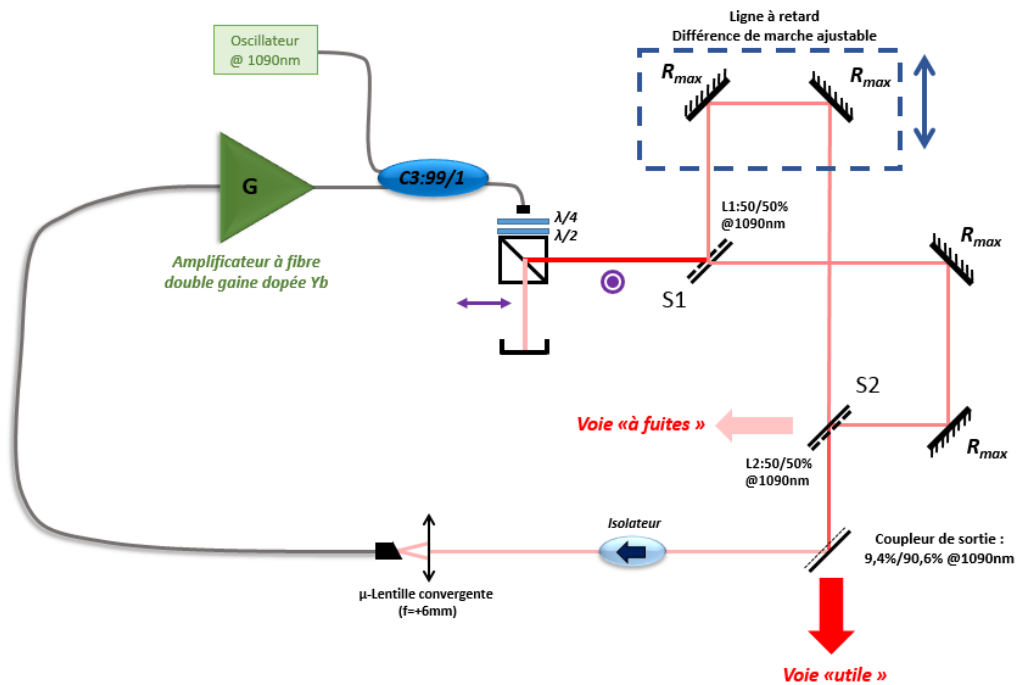 Ligne à retard
Différence de marche ajustable
Oscillateur
@ 1090nm
Rmax
Rmax
G
C3:99/1
λ/4
λ/2
L1:50/50%
@1090nm
Rmax
Amplificateur à fibre
double gaine dopée Yb
S1
S2
Voie «à fuites »
Rmax
L2:50/50%
@1090nm
Isolateur
Coupleur de sortie :
9,4%/90,6% @1090nm
µ-Lentille convergente
(f=+6mm)
Voie «utile »